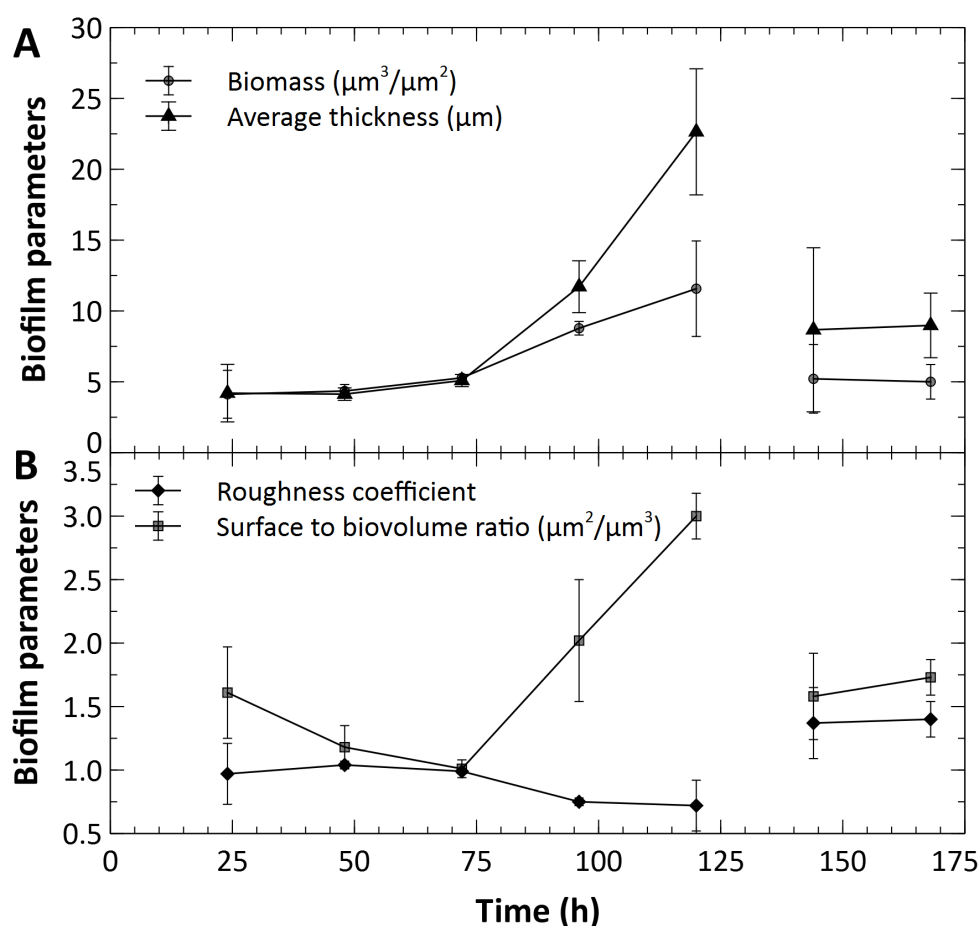 A
30
25
20
15
10
5
0
Biofilm parameters
Biomass (µm³/µm²)
Average thickness (µm)
B
3.5
3.0
2.5
2.0
1.5
1.0
0.5
Biofilm parameters
Roughness coefficient
Surface to biovolume ratio (µm²/µm³)
0 25 50 75 100 125 150 175
Time (h)